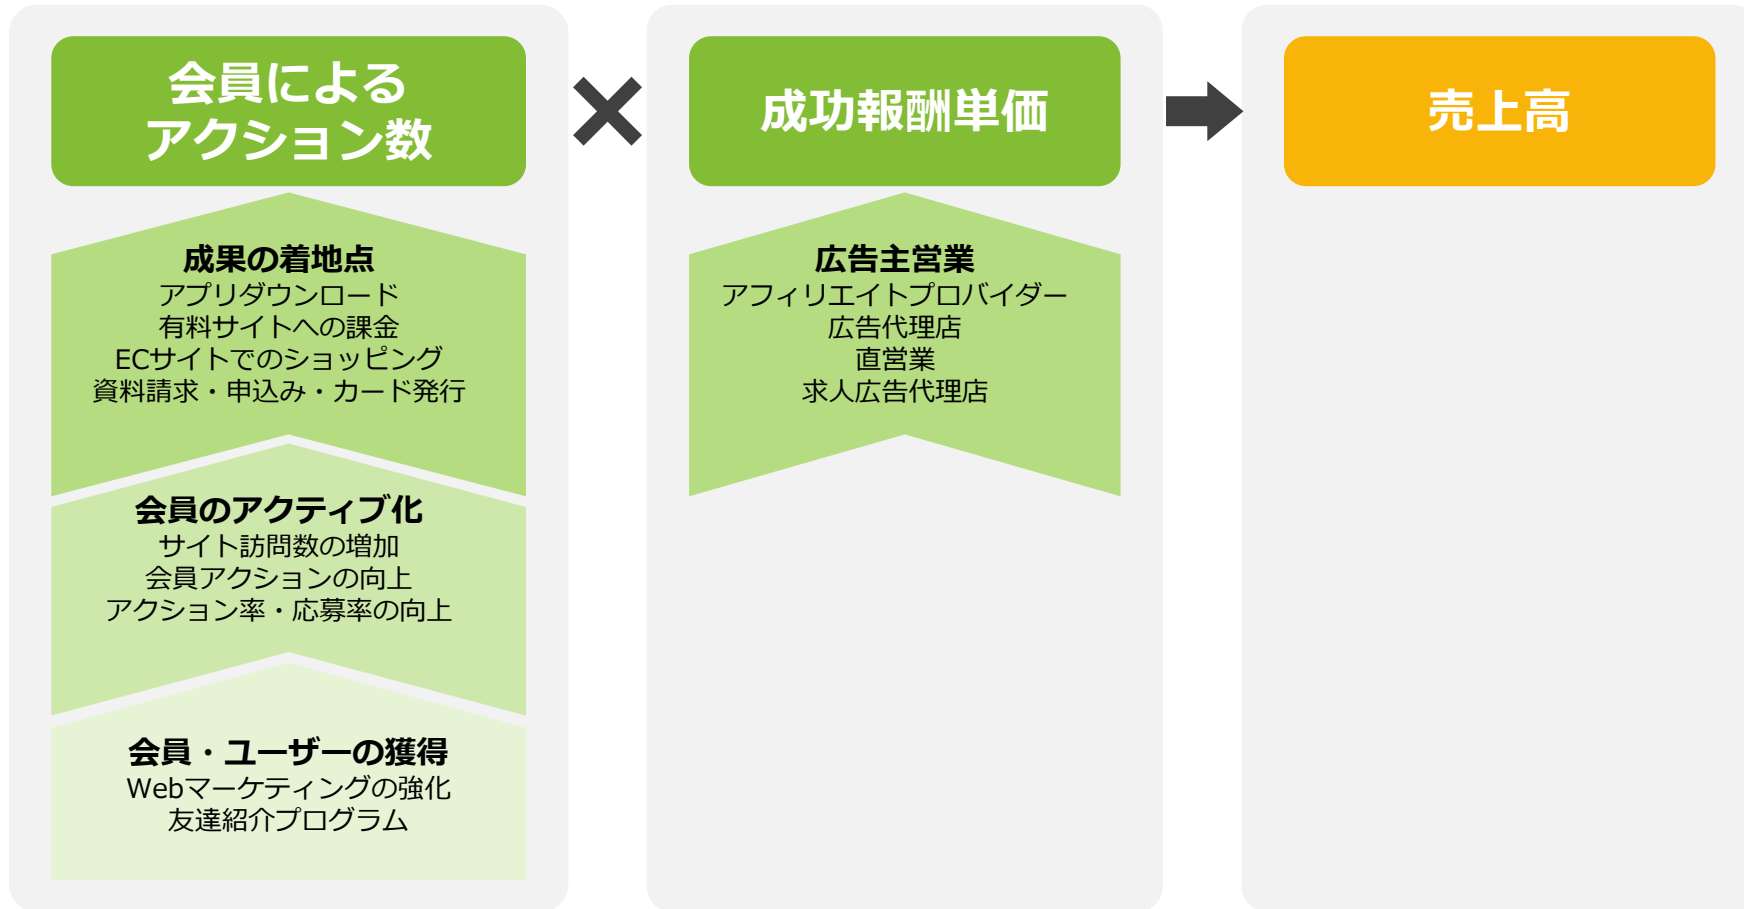 会員による
アクション数
成果の着地点
アプリダウンロード
有料サイトへの課金
ECサイトでのショッピング
資料請求・申込み・カード発行
会員のアクティブ化
サイト訪問数の増加
会員アクションの向上
アクション率・応募率の向上
会員・ユーザーの獲得
Webマーケティングの強化
友達紹介プログラム
成功報酬単価
広告主営業
アフィリエイトプロバイダー
広告代理店
直営業
求人広告代理店
売上高